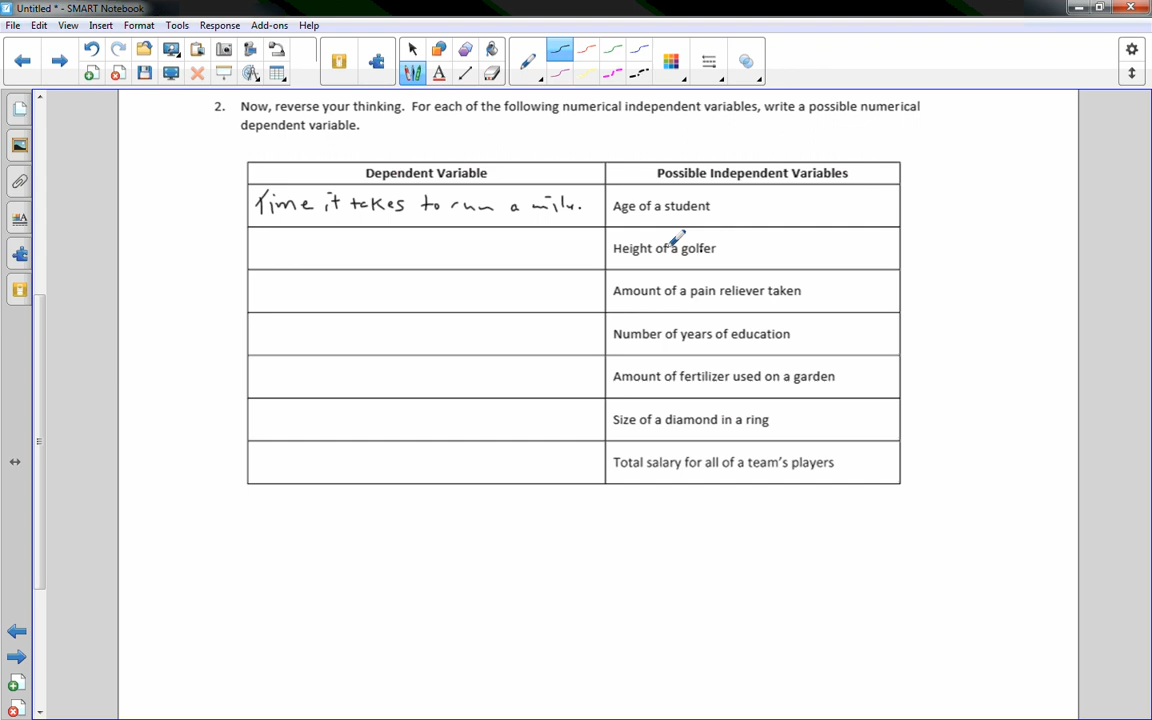 Untitled * - SMART Notebook
File Edit View Insert Format Tools Response Add-ons Help
2. Now, reverse your thinking. For each of the following numerical independent variables, write a possible numerical
dependent variable.
Dependent Variable Possible Independent Variables
Time it takes to run a mile. Age of a student
Height of a golfer
Amount of a pain reliever taken
Number of years of education
Amount of fertilizer used on a garden
Size of a diamond in a ring
Total salary for all of a team's players